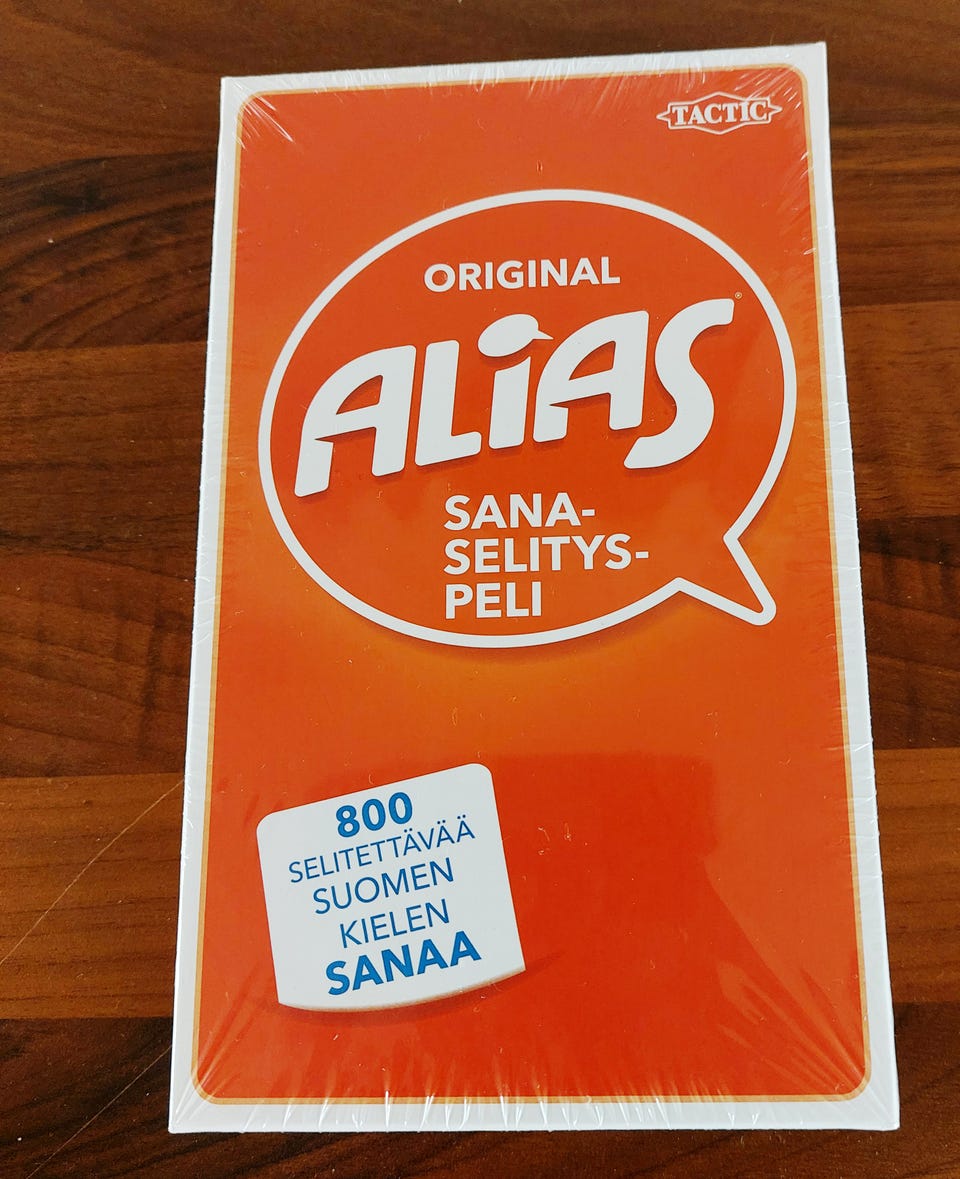 TACTIC
ORIGINAL
ALiAS®
SANA-
SELITYS-
PELI
800
SELITETTÄVÄÄ
SUOMEN
KIELEN
SANAA